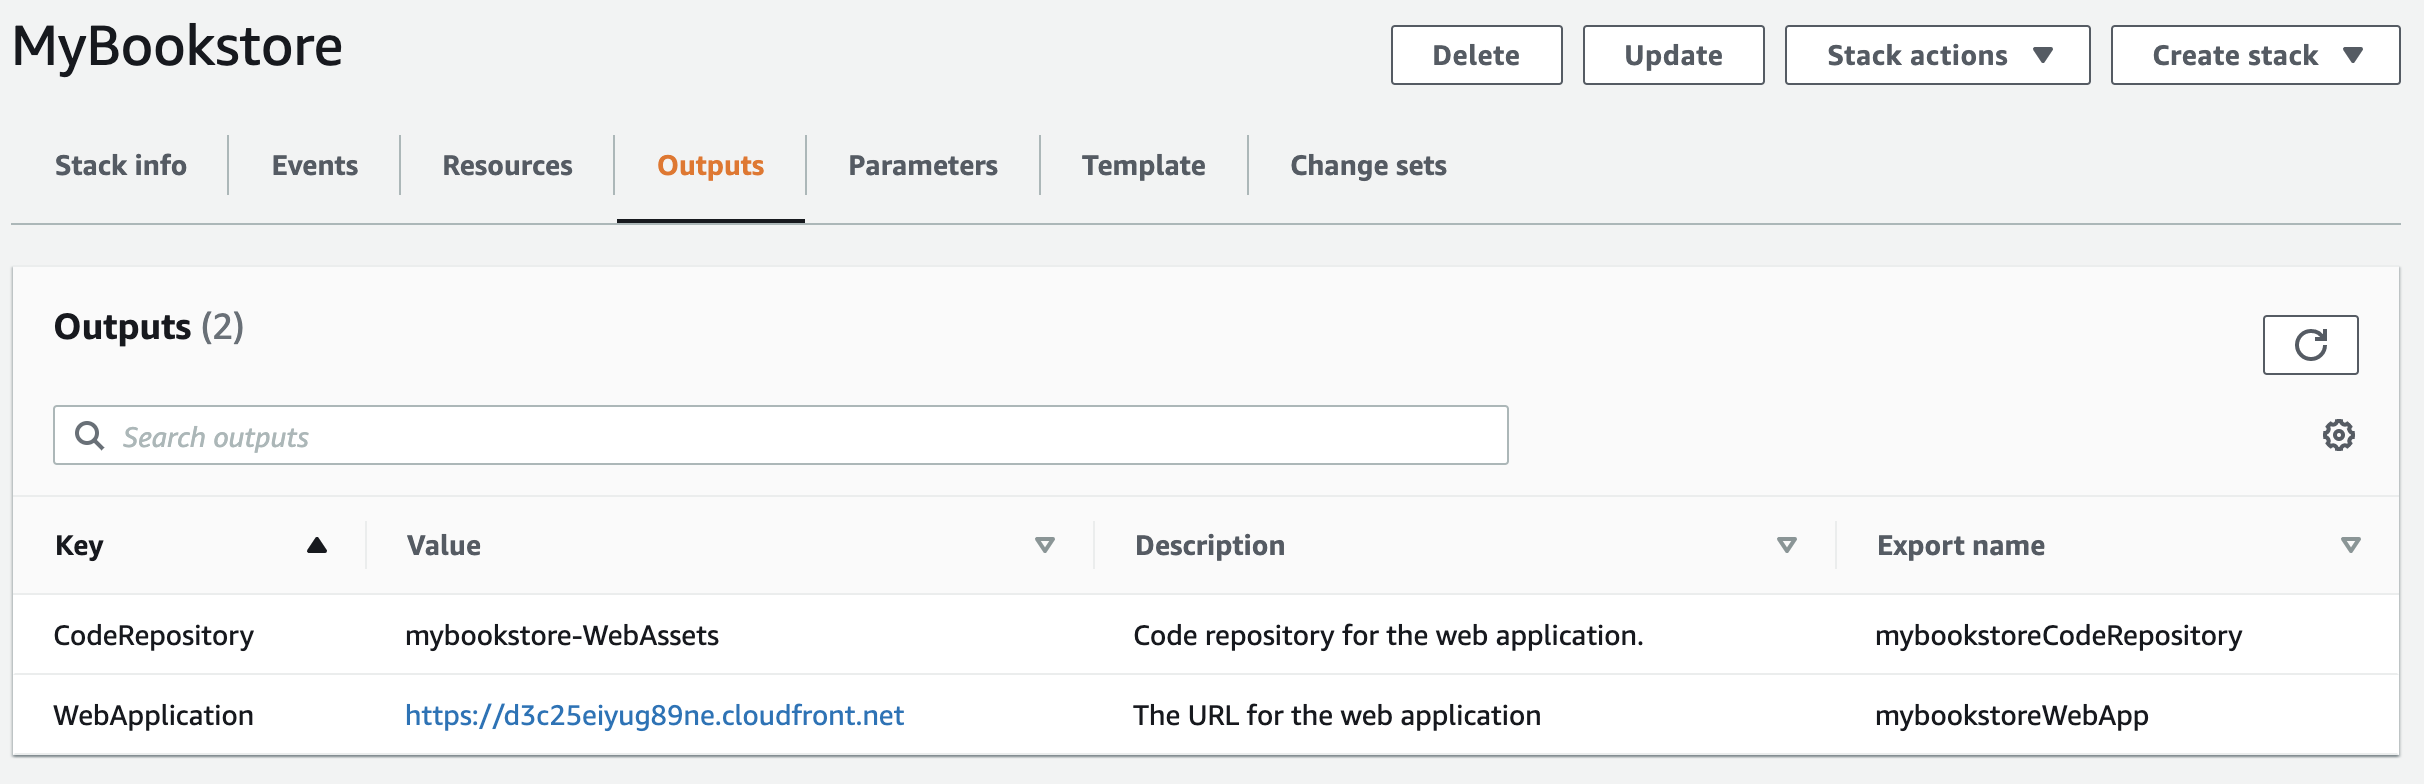 MyBookstore
Delete Update Stack actions Create stack
Stack info Events Resources Outputs Parameters Template Change sets
Outputs (2)
Search outputs
Key Value Description Export name
CodeRepository mybookstore-WebAssets Code repository for the web application. mybookstoreCodeRepository
WebApplication https://d3c25eiyug89ne.cloudfront.net The URL for the web application mybookstoreWebApp